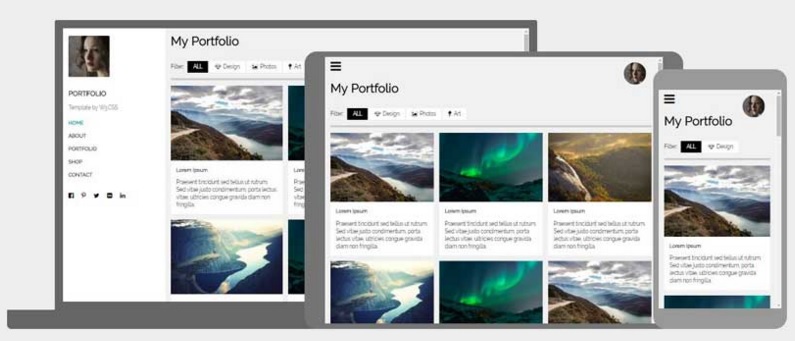 My Portfolio
Filter: ALL Design Photos Art
PORTFOLIO
Template by W3.CSS
HOME
ABOUT
PORTFOLIO
SHOP
CONTACT
Lorem Ipsum
Praesent tincidunt sed tellus ut rutrum.
Sed vitae justo condimentum, porta lectus
vitae, ultricies congue gravida diam non
fringilla.
My Portfolio
Filter: ALL Design Photos Art
Lorem Ipsum
Praesent tincidunt sed tellus ut rutrum.
Sed vitae justo condimentum, porta
lectus vitae, ultricies congue gravida
diam non fringilla.
Lorem Ipsum
Praesent tincidunt sed tellus ut rutrum.
Sed vitae justo condimentum, porta
lectus vitae, ultricies congue gravida
diam non fringilla.
Lorem Ipsum
Praesent tincidunt sed tellus ut rutrum.
Sed vitae justo condimentum, porta
lectus vitae, ultricies congue gravida
diam non fringilla.
My Portfolio
Filter: ALL Design
Lorem Ipsum
Praesent tincidunt sed tellus ut rutrum.
Sed vitae justo condimentum, porta
lectus vitae, ultricies congue gravida
diam non fringilla.